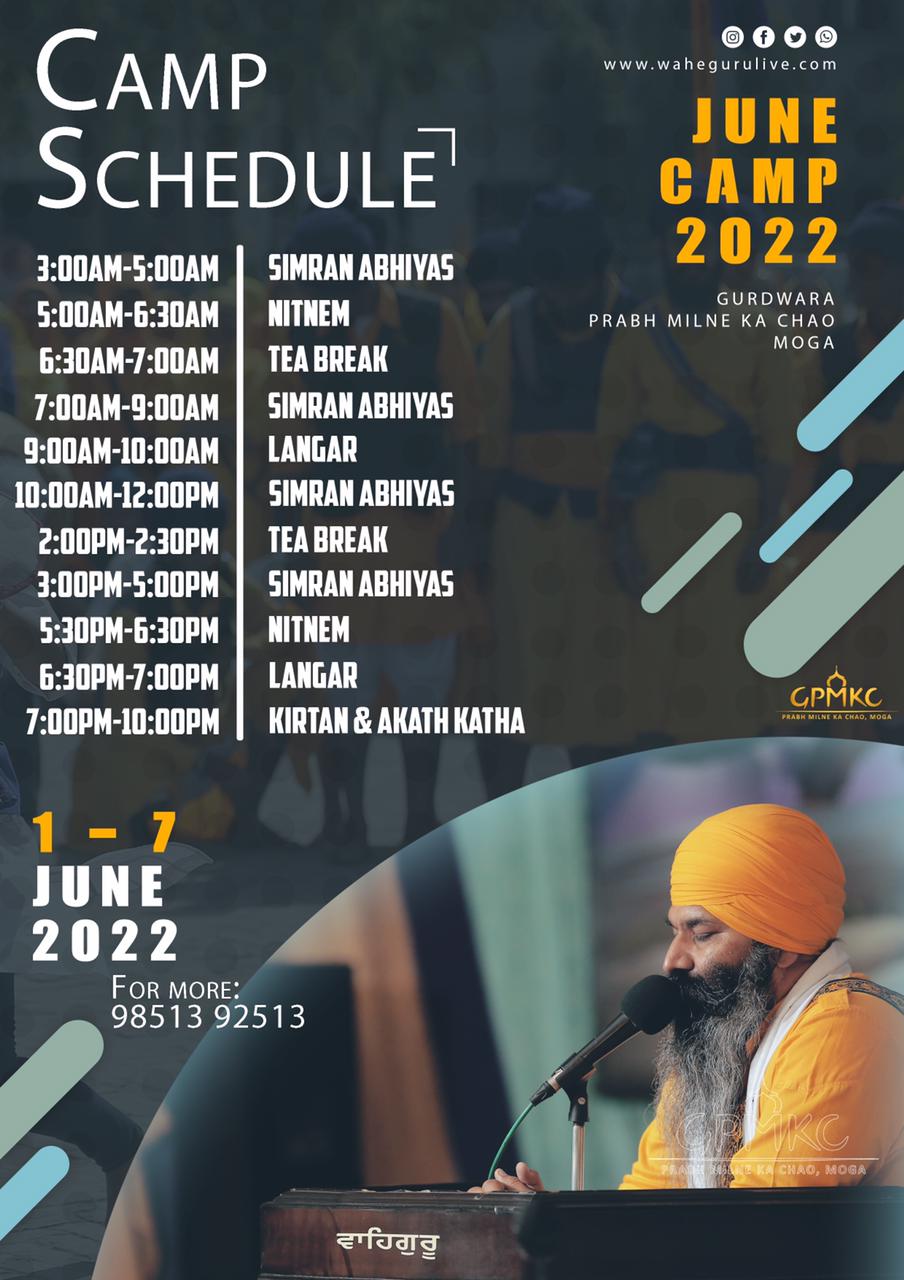 CAMP
SCHEDULE
www.wahegurulive.com
JUNE
CAMP
2022
GURDWARA
PRABH MILNE KA CHAO
MOGA
3:00AM-5:00AM SIMRAN ABHIYAS
5:00AM-6:30AM NITNEM
6:30AM-7:00AM TEA BREAK
7:00AM-9:00AM SIMRAN ABHIYAS
9:00AM-10:00AM LANGAR
10:00AM-12:00PM SIMRAN ABHIYAS
2:00PM-2:30PM TEA BREAK
3:00PM-5:00PM SIMRAN ABHIYAS
5:30PM-6:30PM NITNEM
6:30PM-7:00PM LANGAR
7:00PM-10:00PM KIRTAN & AKATH KATHA
GPMKC
PRABH MILNE KA CHAO, MOGA
1 - 7
JUNE
2022
FOR MORE:
98513 92513
GPMKC
PRABH MILNE KA CHAO, MOGA
ਵਾਹਿਗੁਰੂ